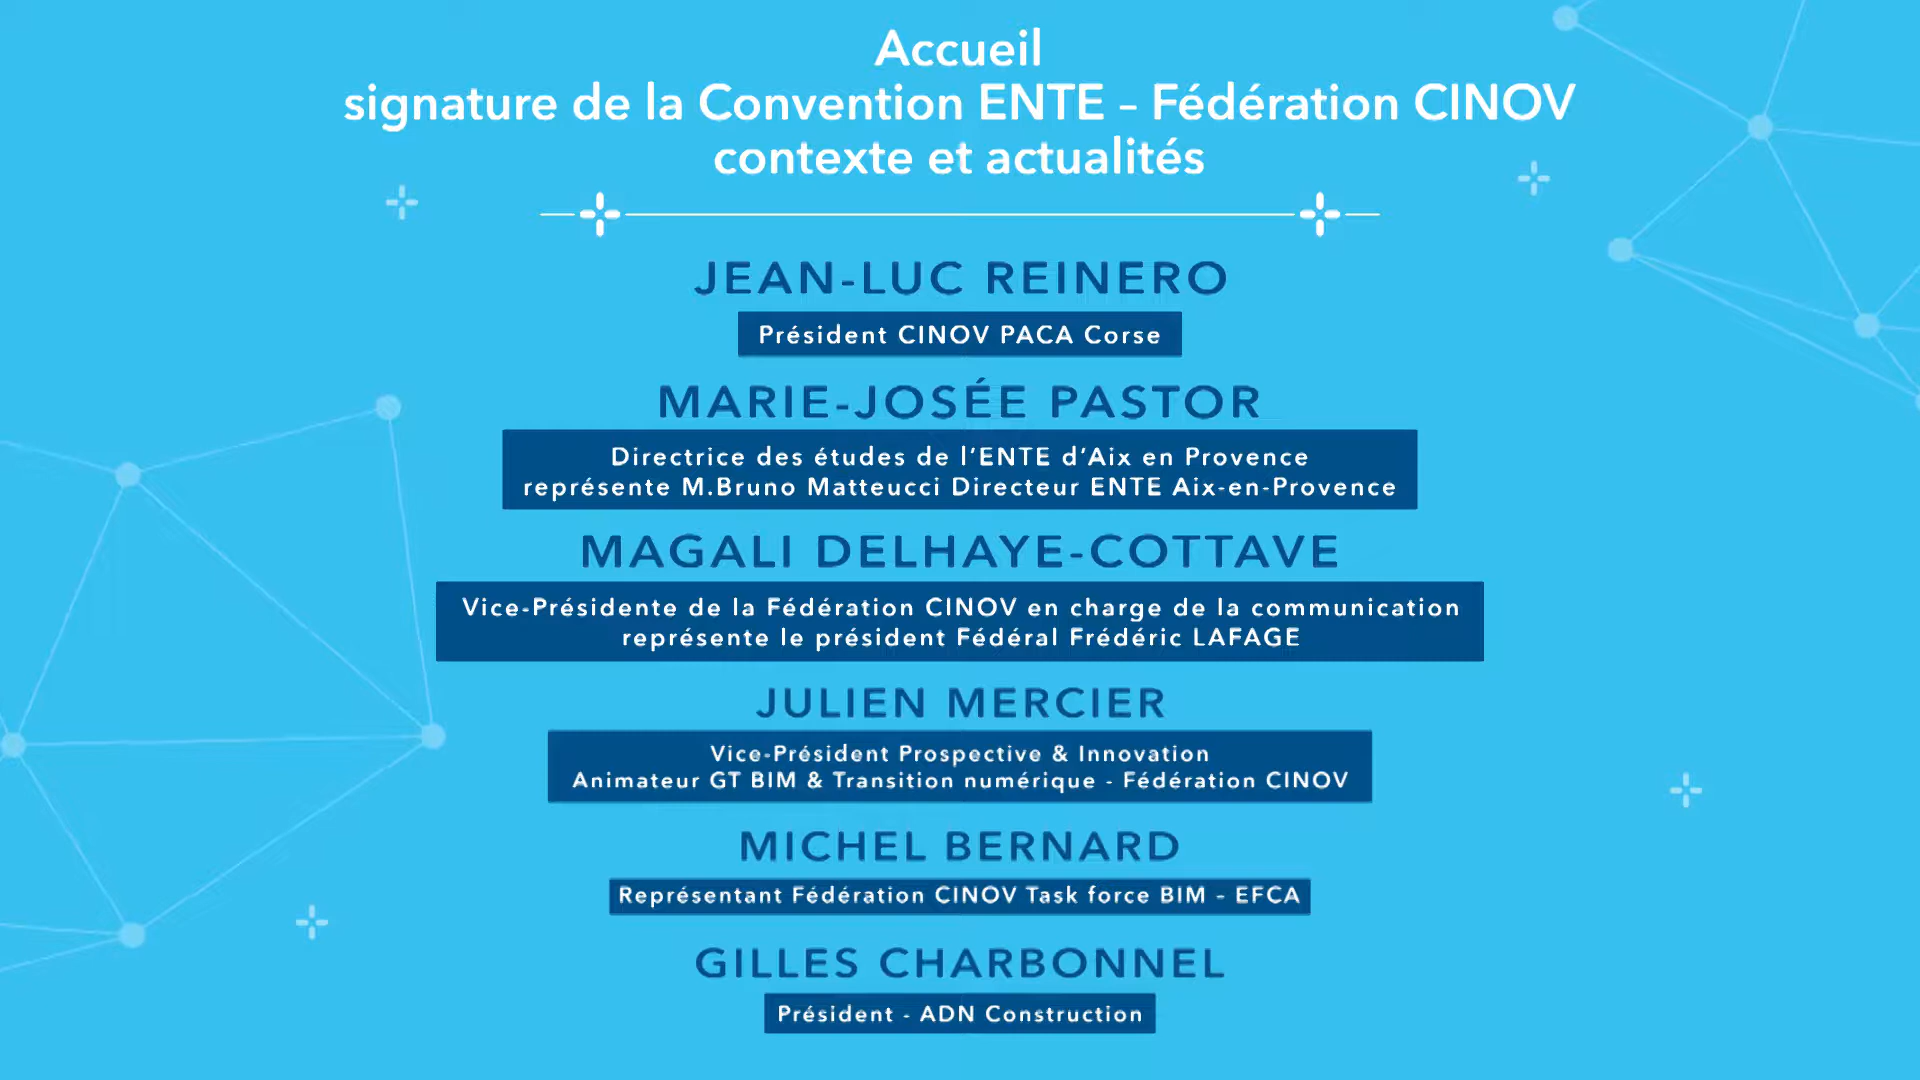 Accueil
signature de la Convention ENTE – Fédération CINOV
contexte et actualités
JEAN-LUC REINERO
Président CINOV PACA Corse
MARIE-JOSÉE PASTOR
Directrice des études de l’ENTE d’Aix en Provence
représente M.Bruno Matteucci Directeur ENTE Aix-en-Provence
MAGALI DELHAYE-COTTAVE
Vice-Présidente de la Fédération CINOV en charge de la communication
représente le président Fédéral Frédéric LAFAGE
JULIEN MERCIER
Vice-Président Prospective & Innovation
Animateur GT BIM & Transition numérique - Fédération CINOV
MICHEL BERNARD
Représentant Fédération CINOV Task force BIM – EFCA
GILLES CHARBONNEL
Président - ADN Construction